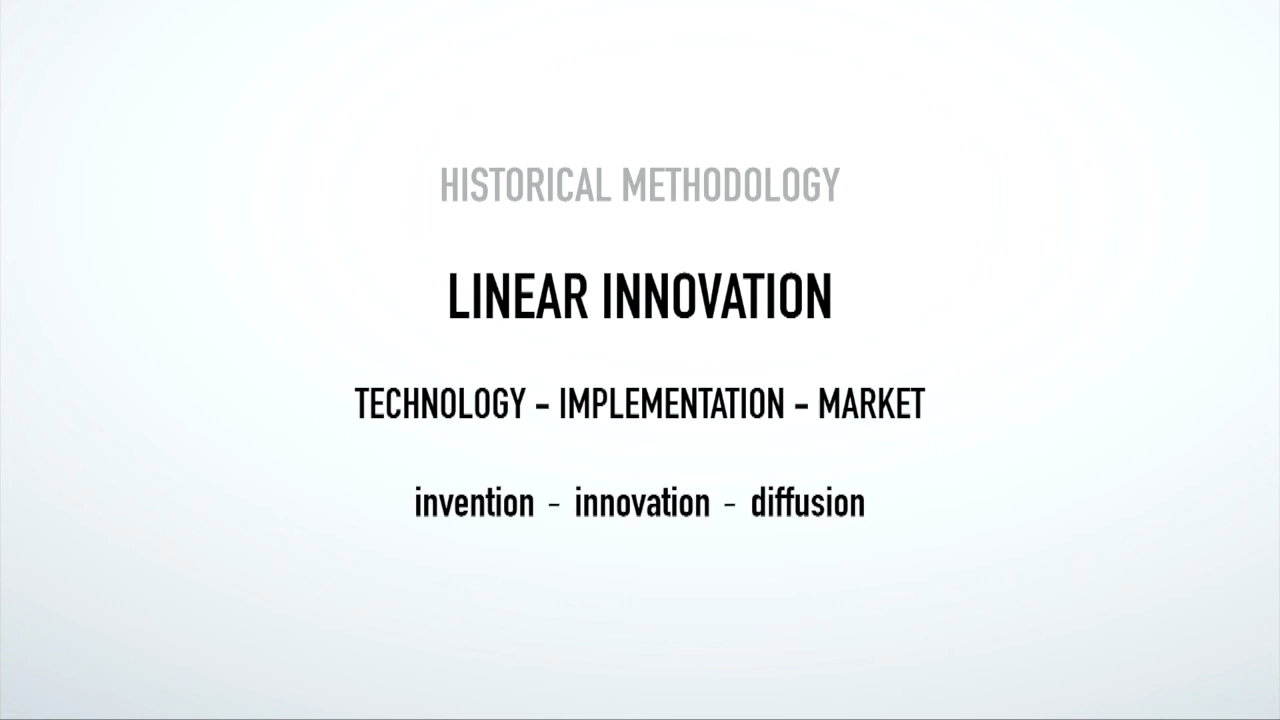 HISTORICAL METHODOLOGY
LINEAR INNOVATION
TECHNOLOGY - IMPLEMENTATION - MARKET
invention - innovation - diffusion